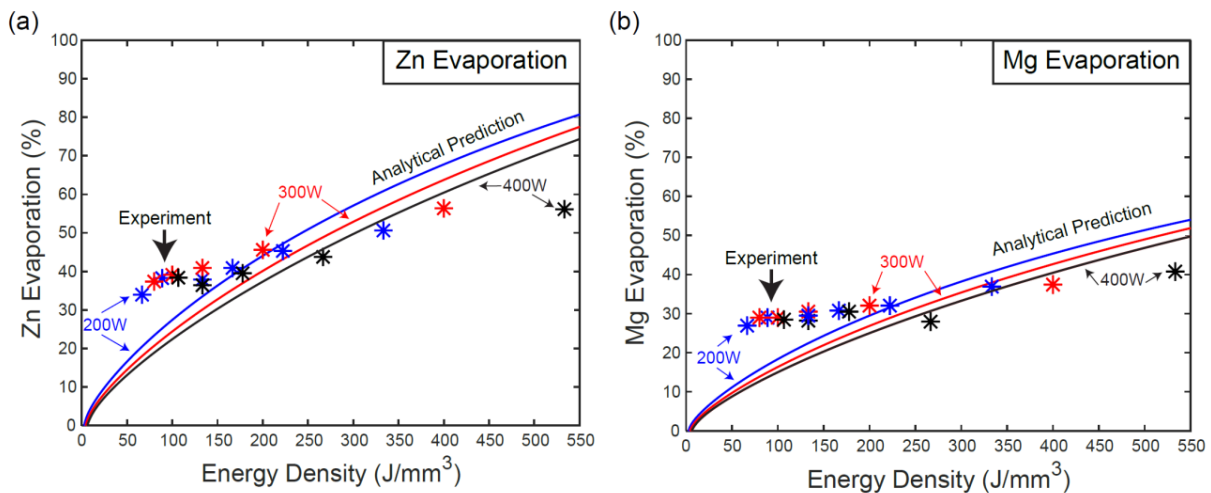 (a)
Zn Evaporation
Zn Evaporation (%)
100
90
80
70
60
50
40
30
20
10
0
Analytical Prediction
400W
300W
Experiment
200W
0 50 100 150 200 250 300 350 400 450 500 550
Energy Density (J/mm³)
(b)
Mg Evaporation
Mg Evaporation (%)
100
90
80
70
60
50
40
30
20
10
0
Analytical Prediction
Experiment
300W
400W
200W
0 50 100 150 200 250 300 350 400 450 500 550
Energy Density (J/mm³)